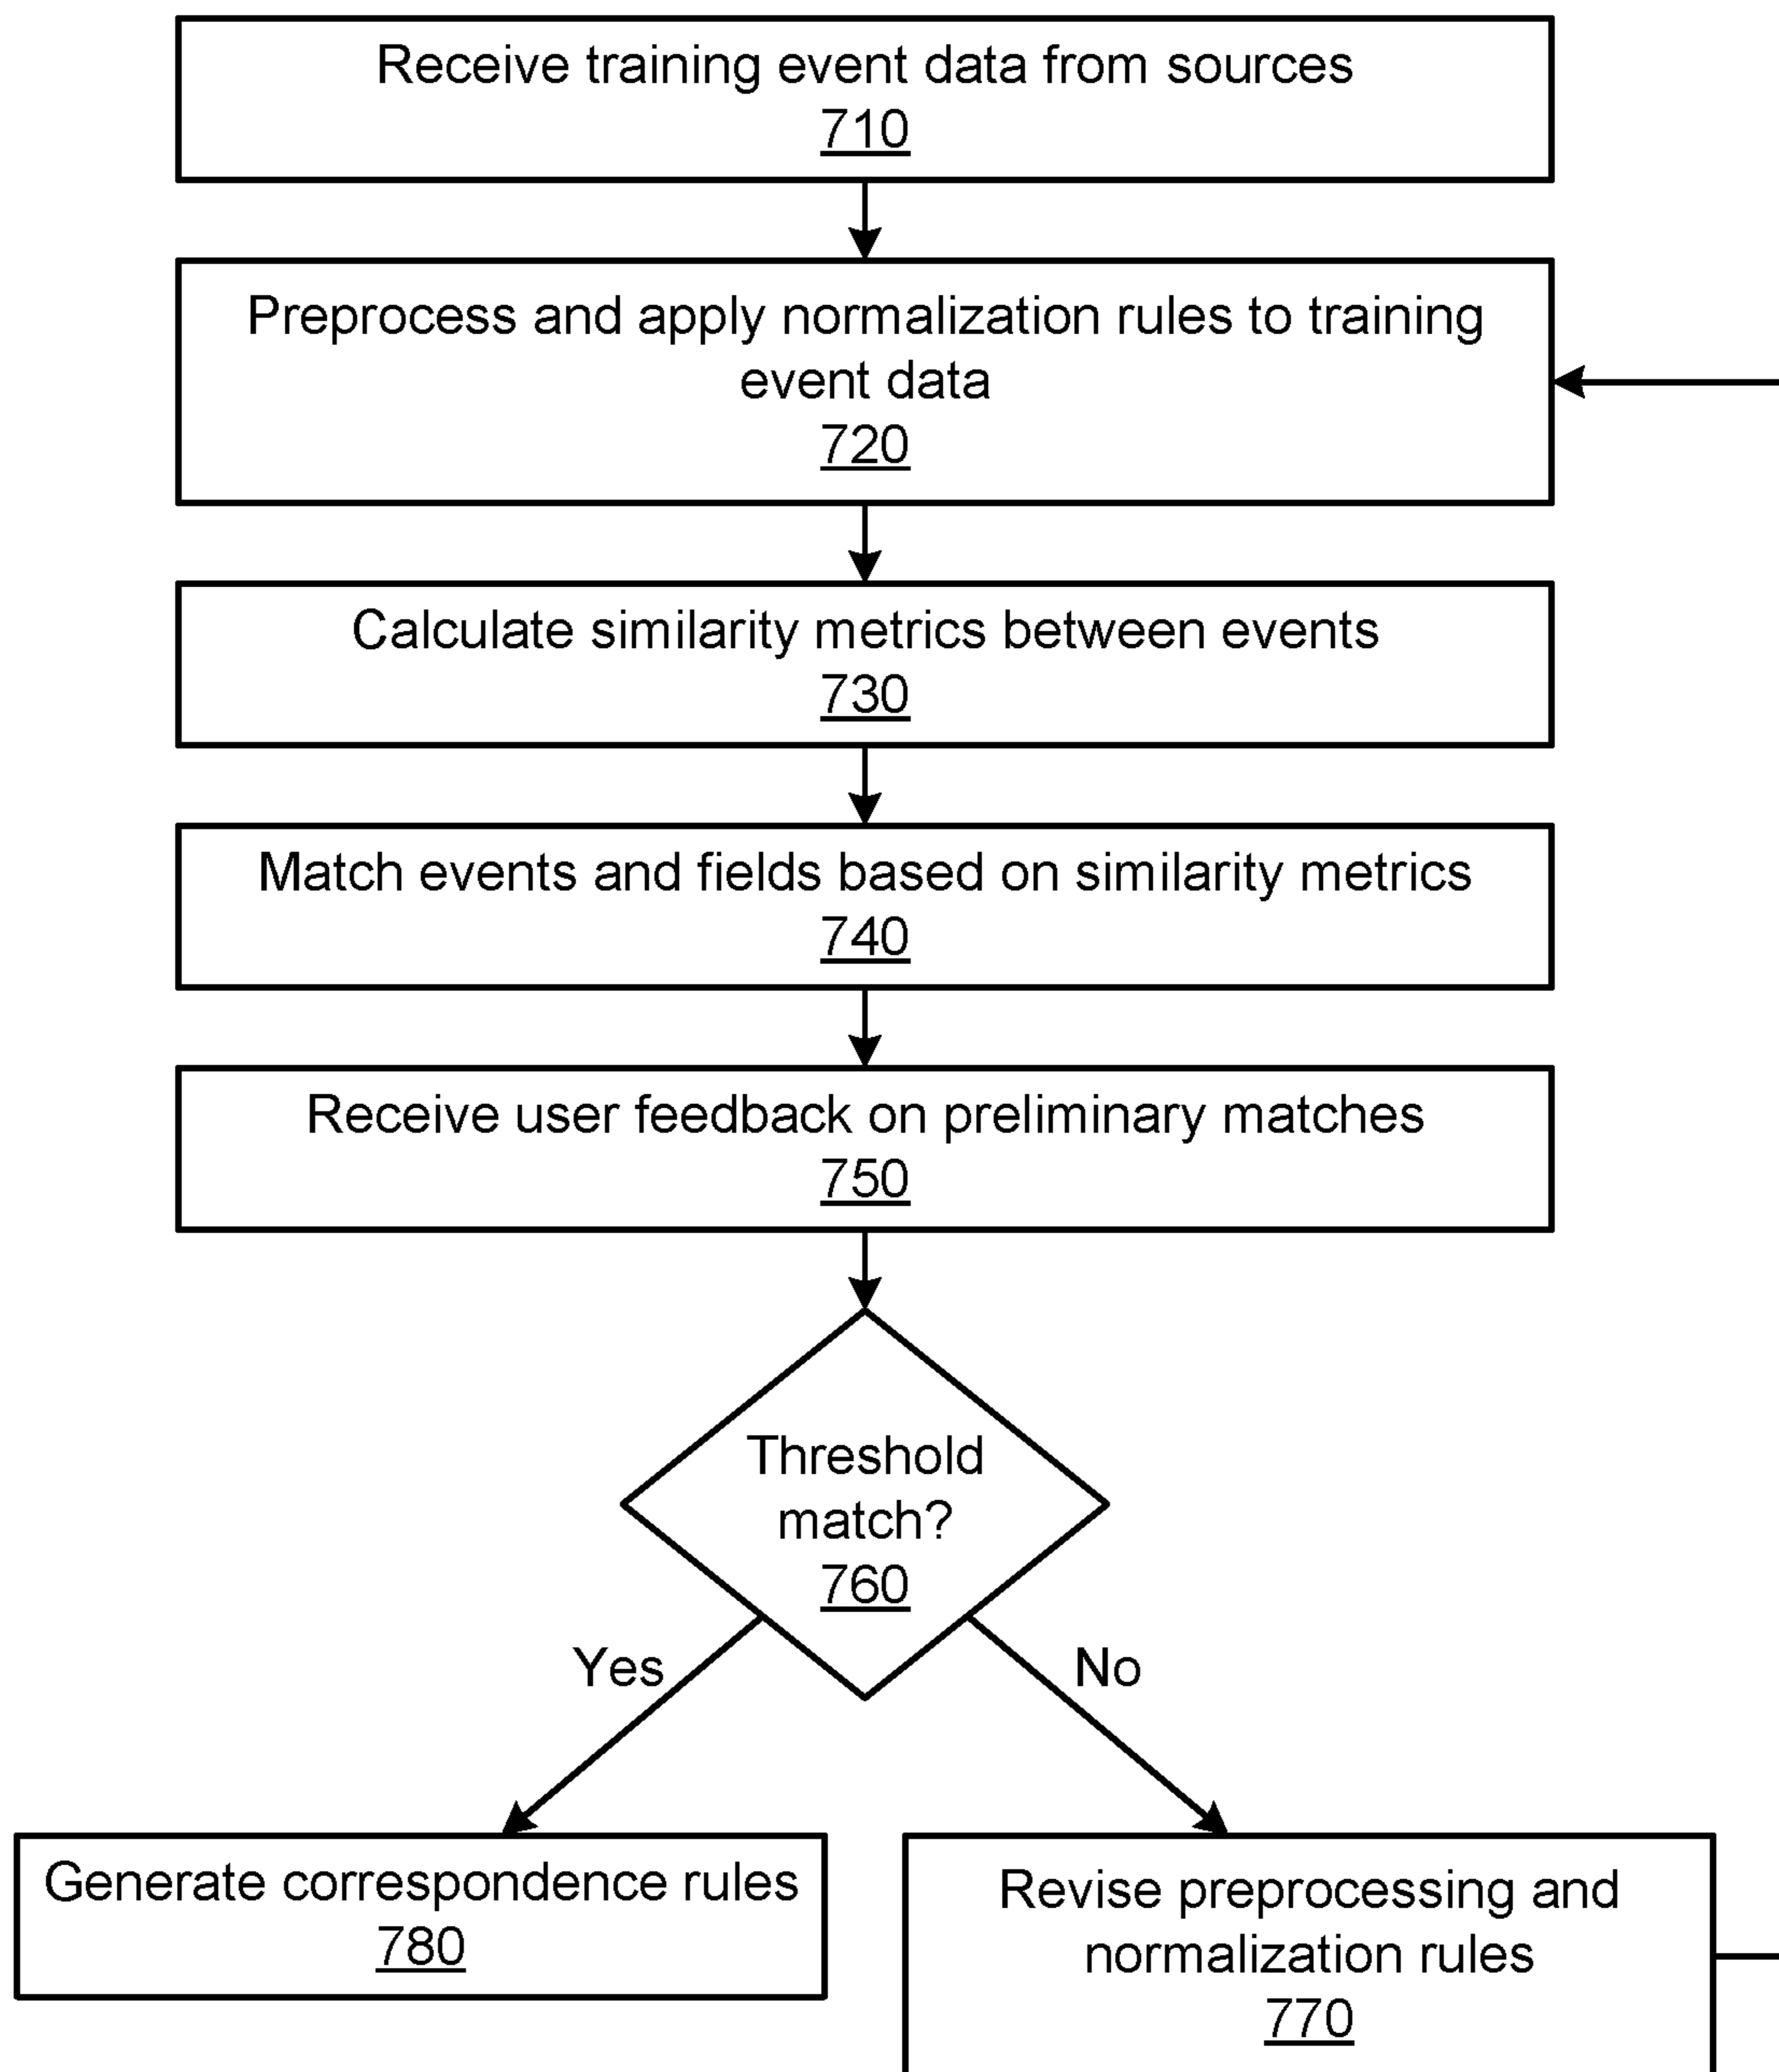 Receive training event data from sources
710
Preprocess and apply normalization rules to training
event data
720
Calculate similarity metrics between events
730
Match events and fields based on similarity metrics
740
Receive user feedback on preliminary matches
750
Threshold
match?
760
Yes
No
Generate correspondence rules
780
Revise preprocessing and
normalization rules
770